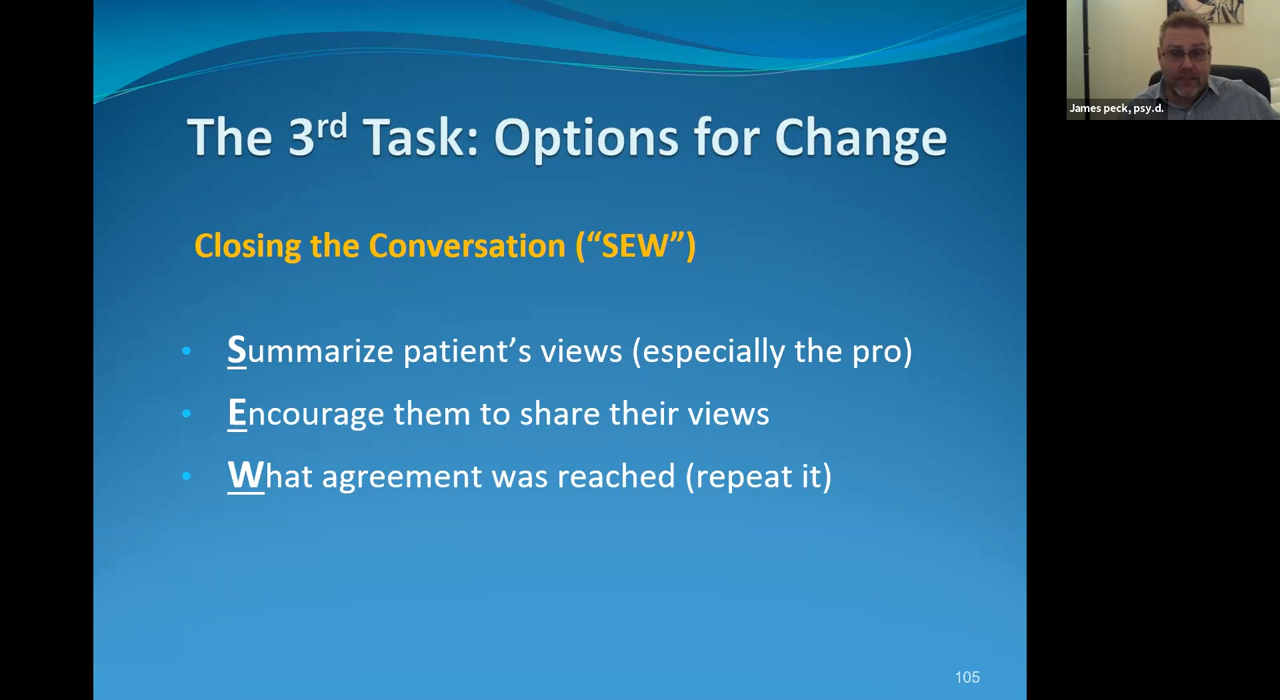 The 3rd Task: Options for Change
Closing the Conversation (“SEW”)
• Summarize patient’s views (especially the pro)
• Encourage them to share their views
• What agreement was reached (repeat it)
105
James peck, psy.d.